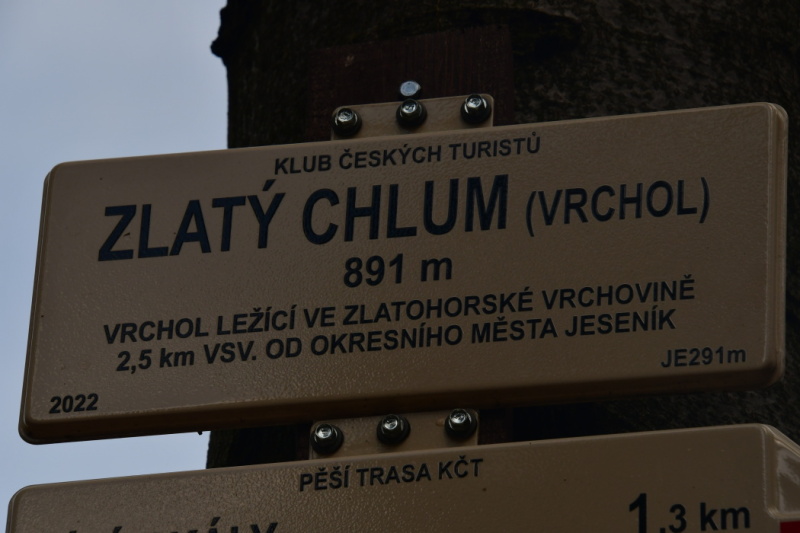 KLUB ČESKÝCH TURISTŮ
ZLATÝ CHLUM (VRCHOL)
891 m
VRCHOL LEŽÍCÍ VE ZLATOHORSKÉ VRCHOVINĚ
2,5 km VSV. OD OKRESNÍHO MĚSTA JESENÍK
2022 JE291m
PĚŠÍ TRASA KČT
1,3 km